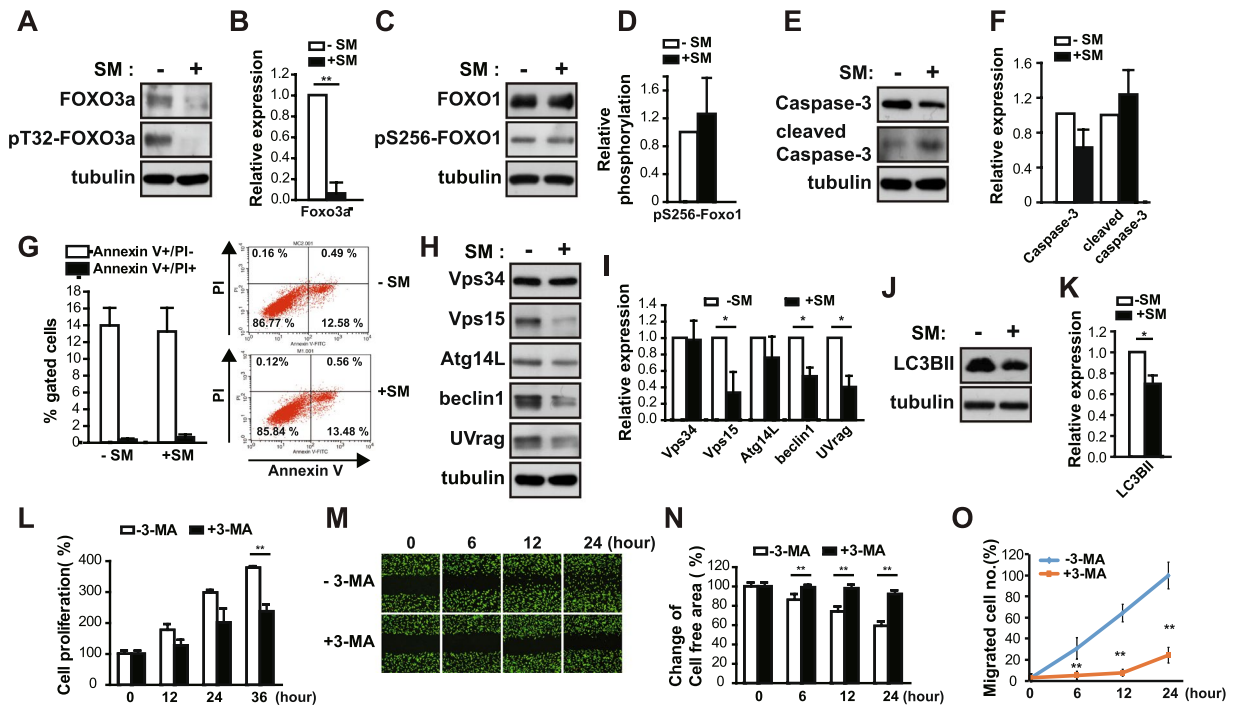 A
SM : - +
FOXO3a
pT32-FOXO3a
tubulin
B
- SM
+SM
Relative expression
1.2
1.0
0.8
0.6
0.4
0.2
0
**
Foxo3a
C
SM : - +
FOXO1
pS256-FOXO1
tubulin
D
- SM
+SM
Relative
phosphorylation
1.6
1.2
0.8
0.4
0
pS256-Foxo1
E
SM: - +
Caspase-3
cleaved
Caspase-3
tubulin
F
- SM
+SM
Relative expression
1.6
1.2
0.8
0.4
0
Caspase-3
cleaved
caspase-3
G
Annexin V+/PI-
Annexin V+/PI+
% gated cells
18
16
14
12
10
8
6
4
2
0
- SM +SM
MC2.001
0.16 % 0.49 %
86.77 % 12.58 %
Annexin V-FITC
PI
- SM
M1.001
0.12% 0.56 %
85.84 % 13.48 %
Annexin V-FITC
PI
+SM
Annexin V
H
SM : - +
Vps34
Vps15
Atg14L
beclin1
UVrag
tubulin
I
-SM +SM
Relative expression
1.4
1.2
1.0
0.8
0.6
0.4
0.2
0.0
* * *
Vps34
Vps15
Atg14L
beclin1
UVrag
J
SM: - +
LC3BII
tubulin
K
-SM
+SM
Relative expression
1.2
1.0
0.8
0.6
0.4
0.2
0.0
*
LC3BII
L
-3-MA +3-MA
Cell proliferation( %)
400
300
200
100
0
**
0 12 24 36 (hour)
M
0 6 12 24 (hour)
- 3-MA
+3-MA
N
-3-MA +3-MA
Change of
Cell free area ( %)
120
100
80
60
40
20
0
** ** **
0 6 12 24 (hour)
O
-3-MA
+3-MA
Migrated cell no.(%)
120
100
80
60
40
20
0
** ** **
0 6 12 24 (hour)